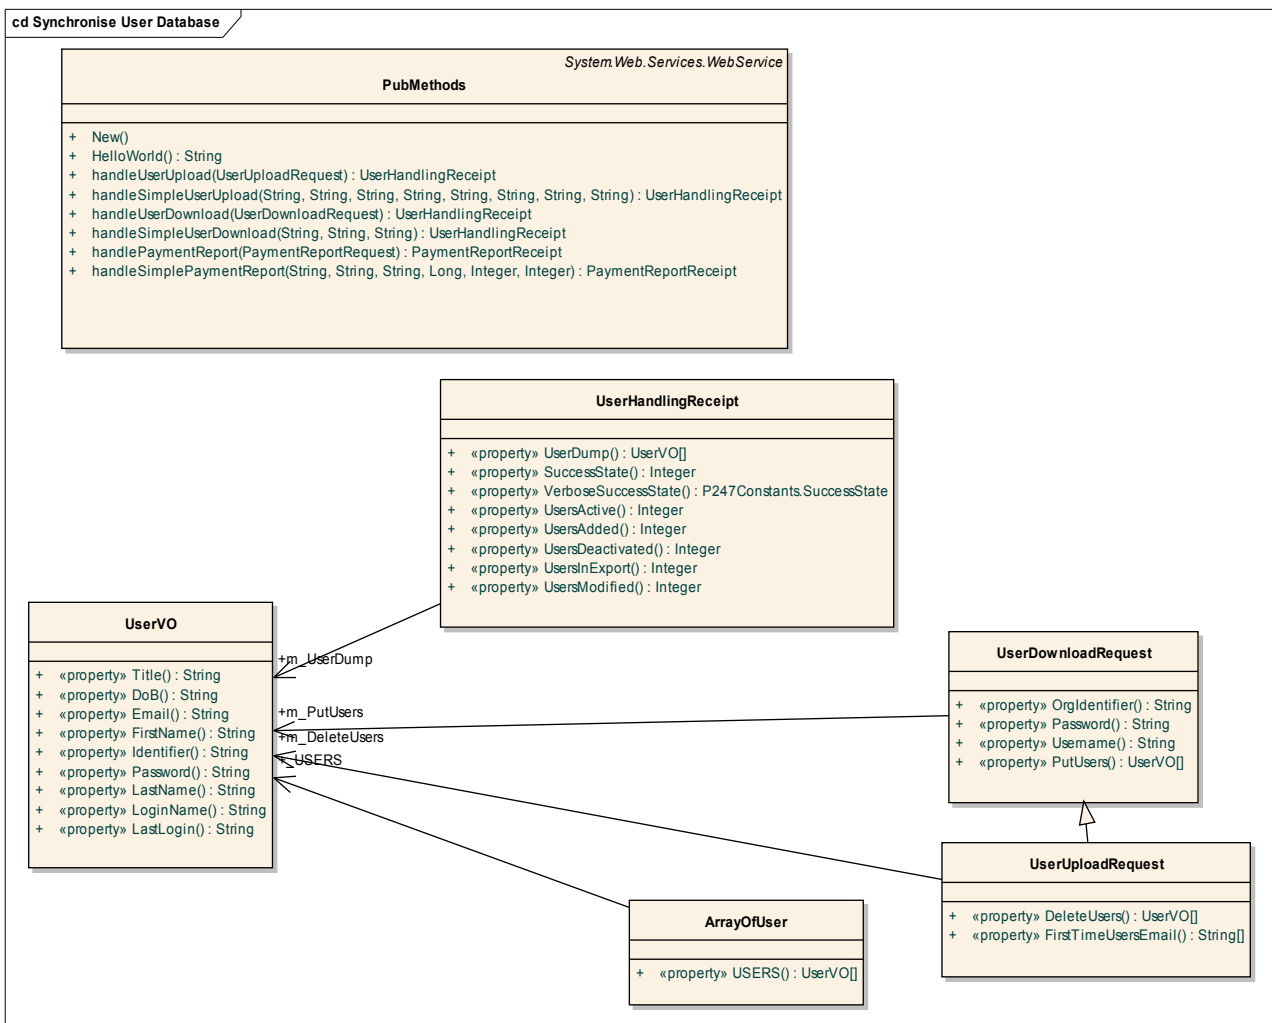 cd Synchronise User Database
System.Web.Services.WebService
PubMethods
+ New()
+ HelloWorld() : String
+ handleUserUpload(UserUploadRequest) : UserHandlingReceipt
+ handleSimpleUserUpload(String, String, String, String, String, String, String, String) : UserHandlingReceipt
+ handleUserDownload(UserDownloadRequest) : UserHandlingReceipt
+ handleSimpleUserDownload(String, String, String) : UserHandlingReceipt
+ handlePaymentReport(PaymentReportRequest) : PaymentReportReceipt
+ handleSimplePaymentReport(String, String, String, Long, Integer, Integer) : PaymentReportReceipt
UserHandlingReceipt
+ «property» UserDump() : UserVO[]
+ «property» SuccessState() : Integer
+ «property» VerboseSuccessState() : P247Constants.SuccessState
+ «property» UsersActive() : Integer
+ «property» UsersAdded() : Integer
+ «property» UsersDeactivated() : Integer
+ «property» UsersInExport() : Integer
+ «property» UsersModified() : Integer
UserVO
+ «property» Title() : String
+ «property» DoB() : String
+ «property» Email() : String
+ «property» FirstName() : String
+ «property» Identifier() : String
+ «property» Password() : String
+ «property» LastName() : String
+ «property» LoginName() : String
+ «property» LastLogin() : String
+m_UserDump
+m_PutUsers
+m_DeleteUsers
+_USERS
UserDownloadRequest
+ «property» OrgIdentifier() : String
+ «property» Password() : String
+ «property» Username() : String
+ «property» PutUsers() : UserVO[]
UserUploadRequest
+ «property» DeleteUsers() : UserVO[]
+ «property» FirstTimeUsersEmail() : String[]
ArrayOfUser
+ «property» USERS() : UserVO[]